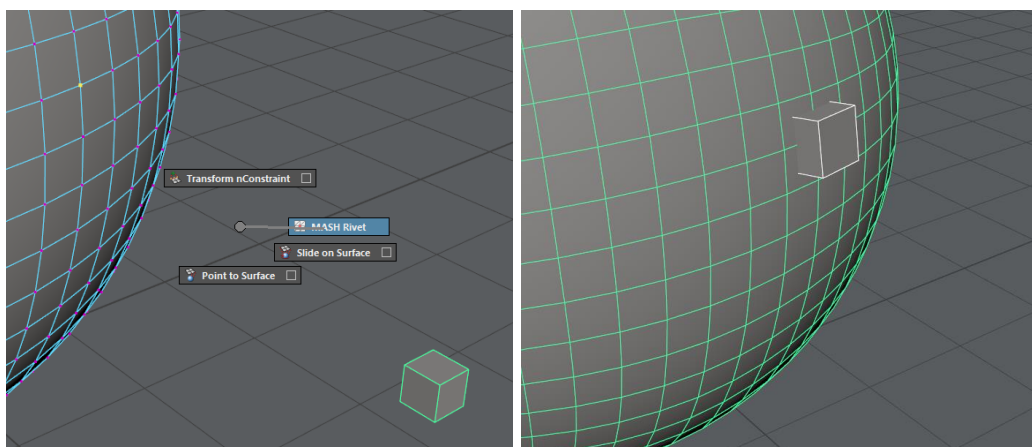 Transform nConstraint
MASH Rivet
Slide on Surface
Point to Surface